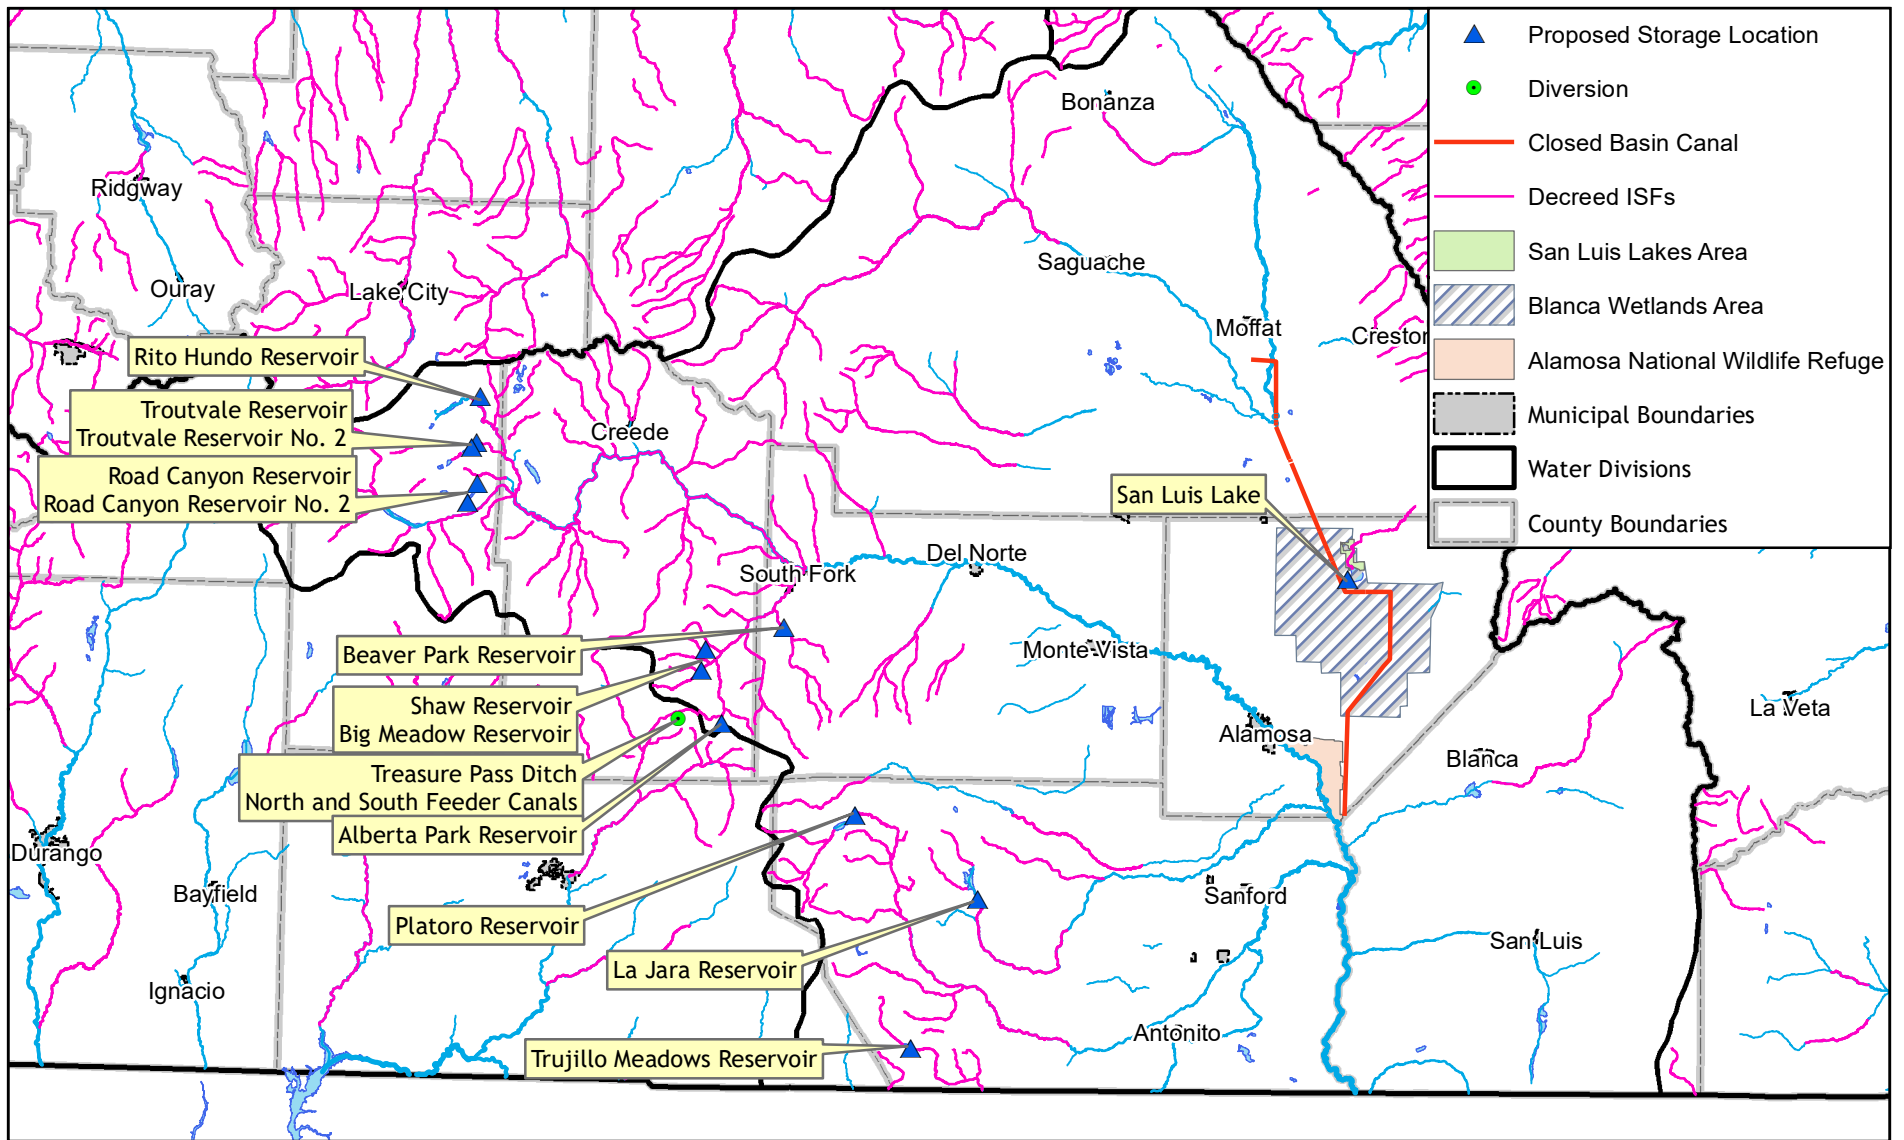 Proposed Storage Location
Diversion
Closed Basin Canal
Decreed ISFs
San Luis Lakes Area
Blanca Wetlands Area
Alamosa National Wildlife Refuge
Municipal Boundaries
Water Divisions
County Boundaries
Bonanza
Ridgway
Saguache
Ouray
Lake City
Moffat
Creston
Rito Hundo Reservoir
Troutvale Reservoir
Troutvale Reservoir No. 2
Creede
Road Canyon Reservoir
Road Canyon Reservoir No. 2
San Luis Lake
Del Norte
South Fork
Beaver Park Reservoir
Monte Vista
Shaw Reservoir
Big Meadow Reservoir
La Veta
Alamosa
Blanca
Treasure Pass Ditch
North and South Feeder Canals
Alberta Park Reservoir
Durango
Bayfield
Sanford
Platoro Reservoir
San Luis
La Jara Reservoir
Ignacio
Antonito
Trujillo Meadows Reservoir